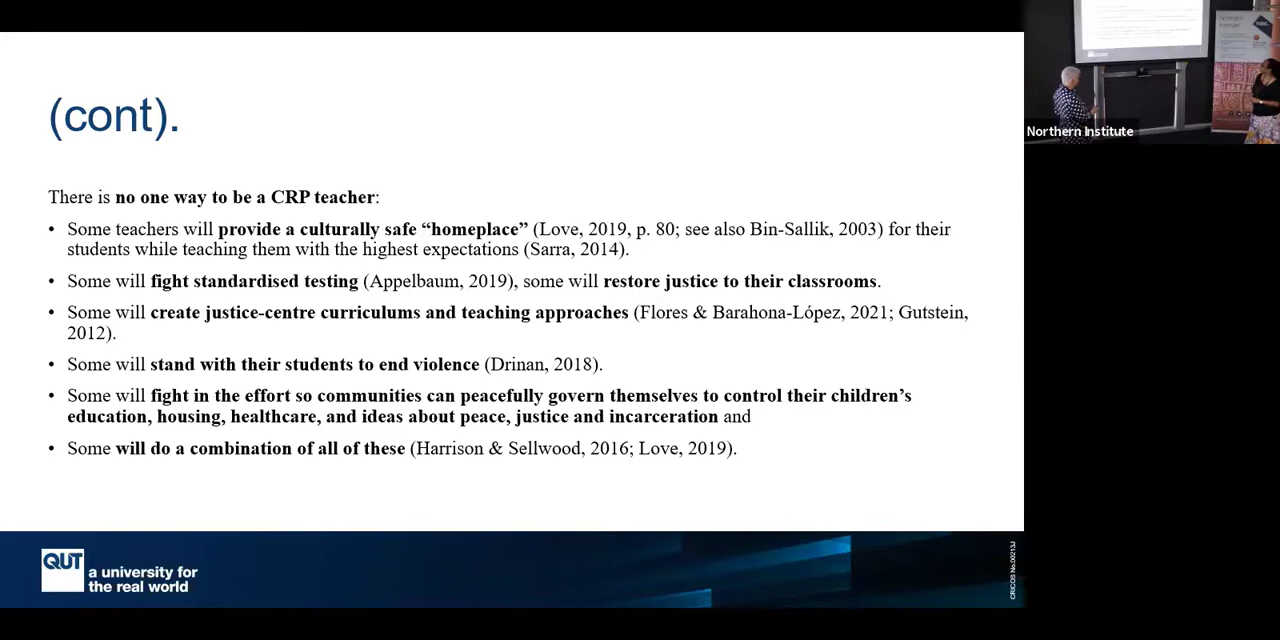 (cont).
There is no one way to be a CRP teacher:
• Some teachers will provide a culturally safe “homeplace” (Love, 2019, p. 80; see also Bin-Sallik, 2003) for their
students while teaching them with the highest expectations (Sarra, 2014).
• Some will fight standardised testing (Appelbaum, 2019), some will restore justice to their classrooms.
• Some will create justice-centre curriculums and teaching approaches (Flores & Barahona-López, 2021; Gutstein,
2012).
• Some will stand with their students to end violence (Drinan, 2018).
• Some will fight in the effort so communities can peacefully govern themselves to control their children’s
education, housing, healthcare, and ideas about peace, justice and incarceration and
• Some will do a combination of all of these (Harrison & Sellwood, 2016; Love, 2019).
QUT
a university for
the real world
CRICOS No.00213J
Northern
Institute
Northern Institute